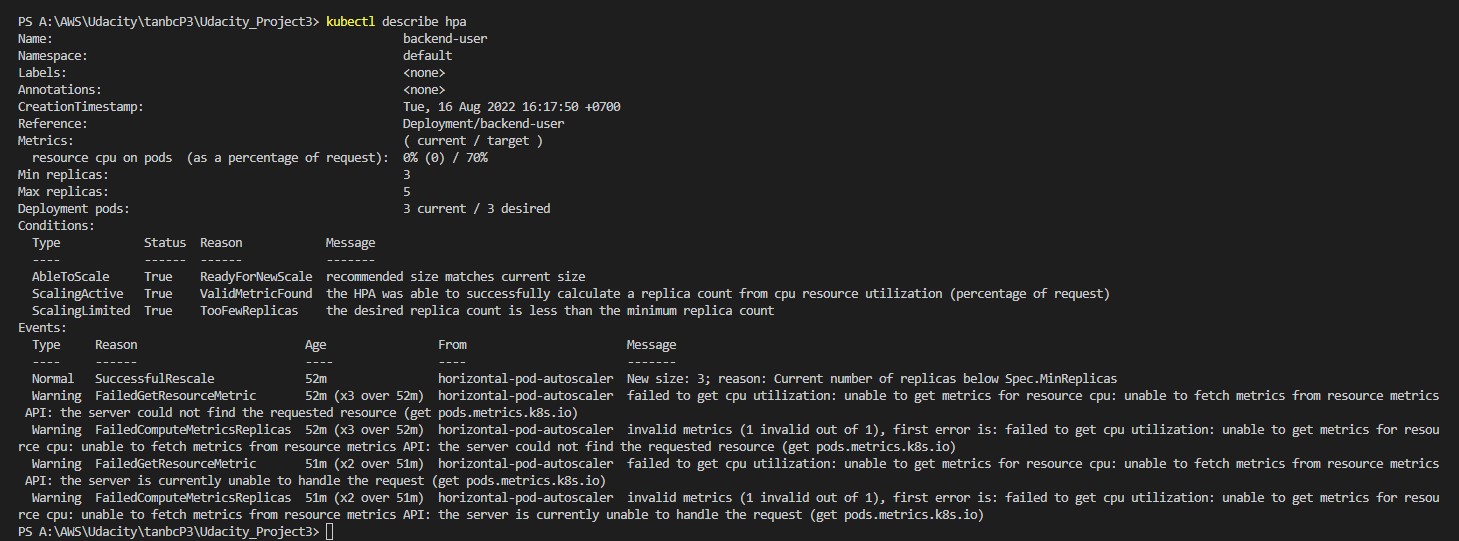 PS A:\AWS\Udacity\tanbcP3\Udacity_Project3> kubectl describe hpa
Name: backend-user
Namespace: default
Labels: <none>
Annotations: <none>
CreationTimestamp: Tue, 16 Aug 2022 16:17:50 +0700
Reference: Deployment/backend-user
Metrics: ( current / target )
resource cpu on pods (as a percentage of request): 0% (0) / 70%
Min replicas: 3
Max replicas: 5
Deployment pods: 3 current / 3 desired
Conditions:
Type Status Reason Message
---- ------ ------ -------
AbleToScale True ReadyForNewScale recommended size matches current size
ScalingActive True ValidMetricFound the HPA was able to successfully calculate a replica count from cpu resource utilization (percentage of request)
ScalingLimited True TooFewReplicas the desired replica count is less than the minimum replica count
Events:
Type Reason Age From Message
---- ------ ---- ---- -------
Normal SuccessfulRescale 52m horizontal-pod-autoscaler New size: 3; reason: Current number of replicas below Spec.MinReplicas
Warning FailedGetResourceMetric 52m (x3 over 52m) horizontal-pod-autoscaler failed to get cpu utilization: unable to get metrics for resource cpu: unable to fetch metrics from resource metrics
API: the server could not find the requested resource (get pods.metrics.k8s.io)
Warning FailedComputeMetricsReplicas 52m (x3 over 52m) horizontal-pod-autoscaler invalid metrics (1 invalid out of 1), first error is: failed to get cpu utilization: unable to get metrics for resou
rce cpu: unable to fetch metrics from resource metrics API: the server could not find the requested resource (get pods.metrics.k8s.io)
Warning FailedGetResourceMetric 51m (x2 over 51m) horizontal-pod-autoscaler failed to get cpu utilization: unable to get metrics for resource cpu: unable to fetch metrics from resource metrics
API: the server is currently unable to handle the request (get pods.metrics.k8s.io)
Warning FailedComputeMetricsReplicas 51m (x2 over 51m) horizontal-pod-autoscaler invalid metrics (1 invalid out of 1), first error is: failed to get cpu utilization: unable to get metrics for resou
rce cpu: unable to fetch metrics from resource metrics API: the server is currently unable to handle the request (get pods.metrics.k8s.io)
PS A:\AWS\Udacity\tanbcP3\Udacity_Project3>